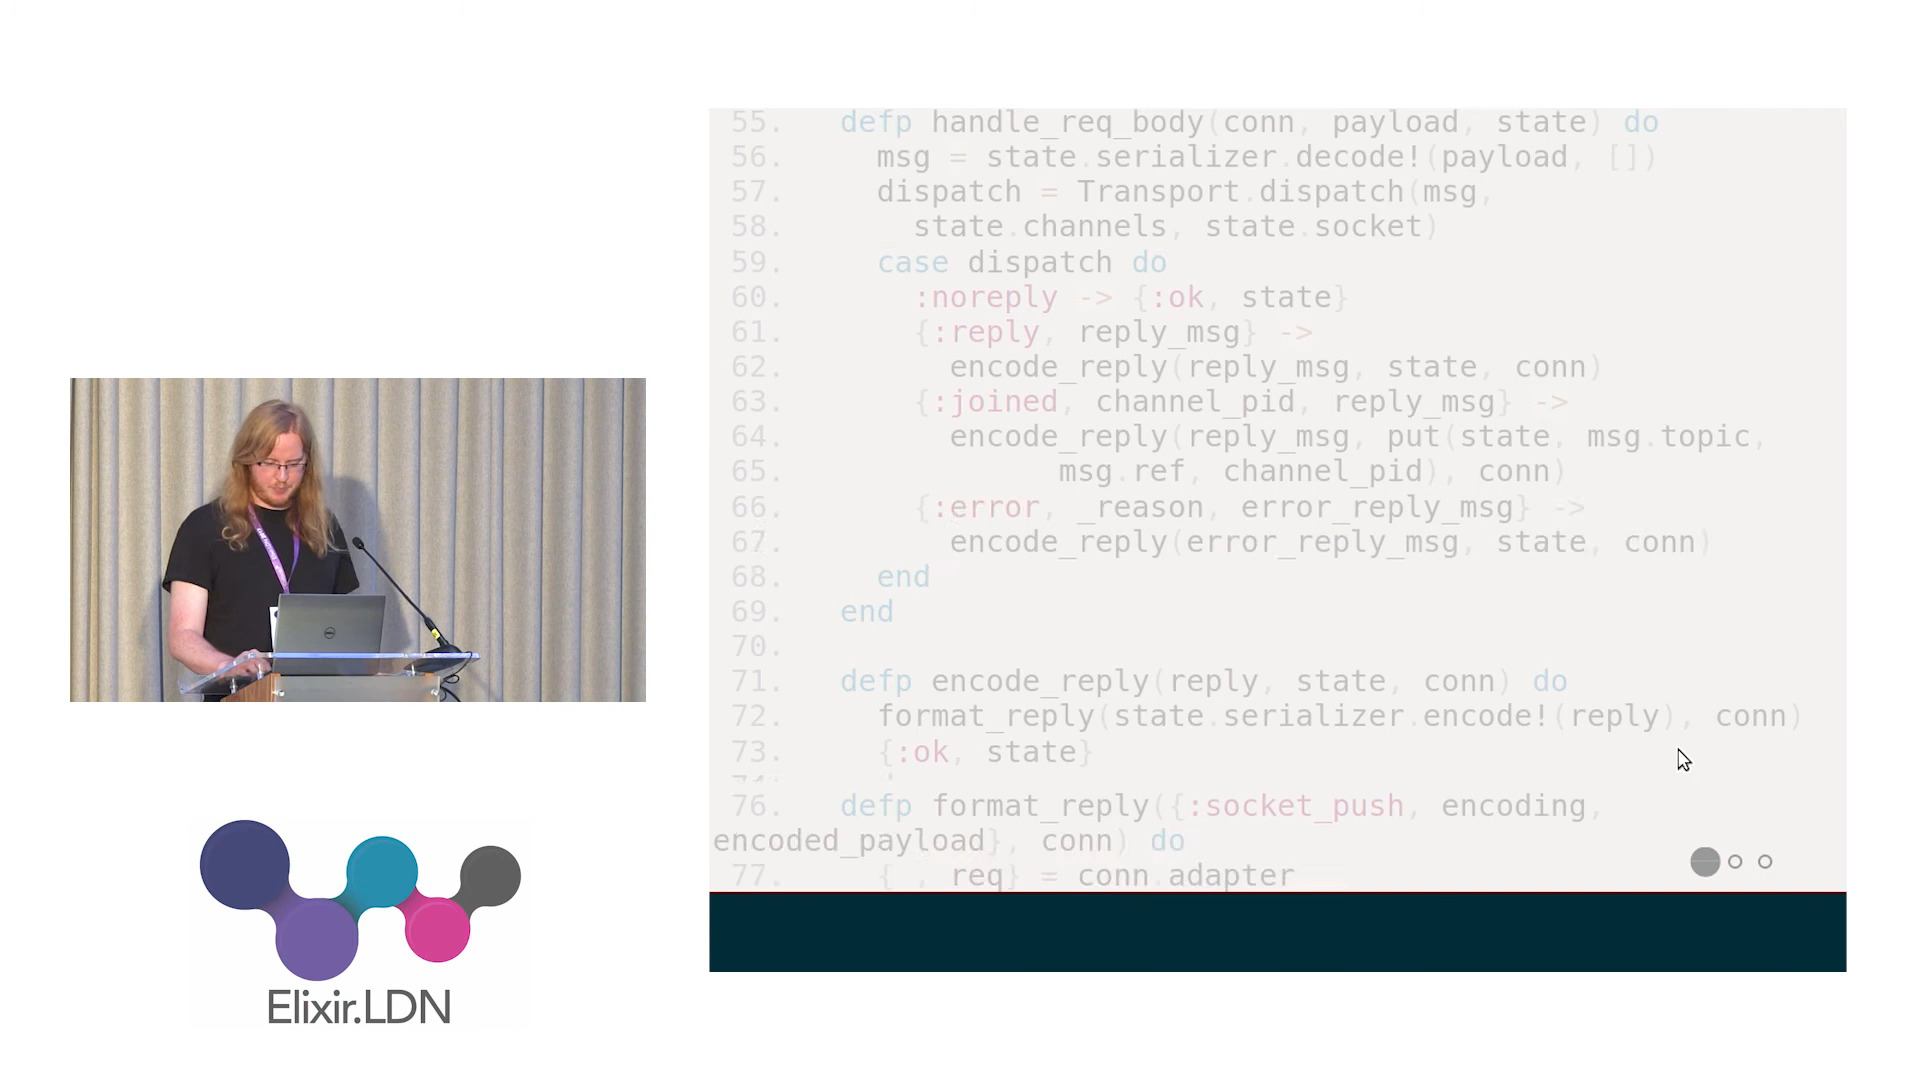 55. defp handle_req_body(conn, payload, state) do
56. msg = state.serializer.decode!(payload, [])
57. dispatch = Transport.dispatch(msg,
58. state.channels, state.socket)
59. case dispatch do
60. :noreply -> {:ok, state}
61. {:reply, reply_msg} ->
62. encode_reply(reply_msg, state, conn)
63. {:joined, channel_pid, reply_msg} ->
64. encode_reply(reply_msg, put(state, msg.topic,
65. msg.ref, channel_pid), conn)
66. {:error, _reason, error_reply_msg} ->
67. encode_reply(error_reply_msg, state, conn)
68. end
69. end
70.
71. defp encode_reply(reply, state, conn) do
72. format_reply(state.serializer.encode!(reply), conn)
73. {:ok, state}
76. defp format_reply({:socket_push, encoding,
encoded_payload}, conn) do
77. { , req} = conn.adapter
Elixir.LDN